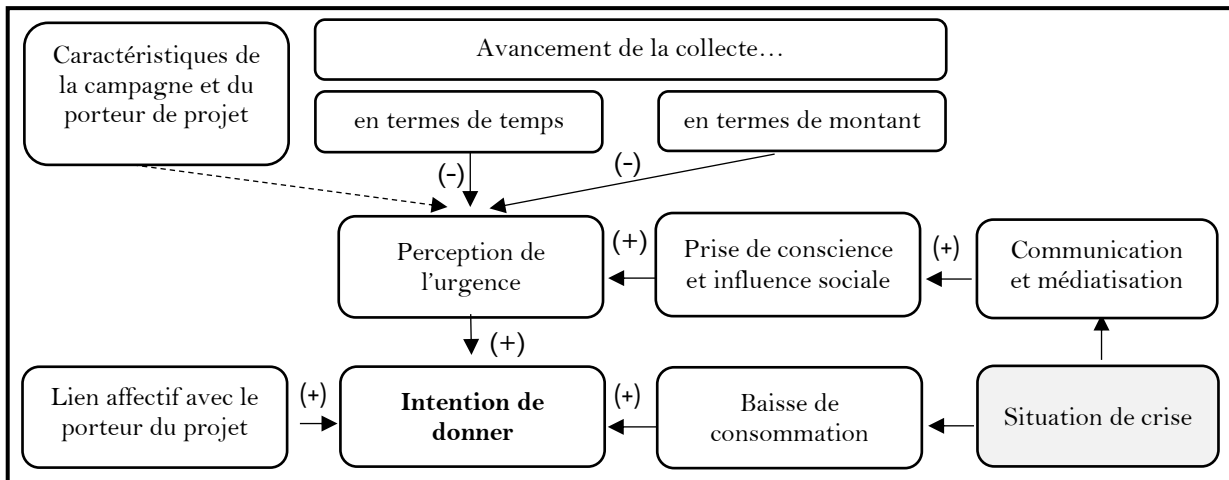 Caractéristiques de
la campagne et du
porteur de projet
Avancement de la collecte…
en termes de temps
en termes de montant
(-)
(-)
Perception de
l'urgence
(+)
Prise de conscience
et influence sociale
(+)
Communication
et médiatisation
(+)
Lien affectif avec le
porteur du projet
(+)
Intention de
donner
(+)
Baisse de
consommation
Situation de crise